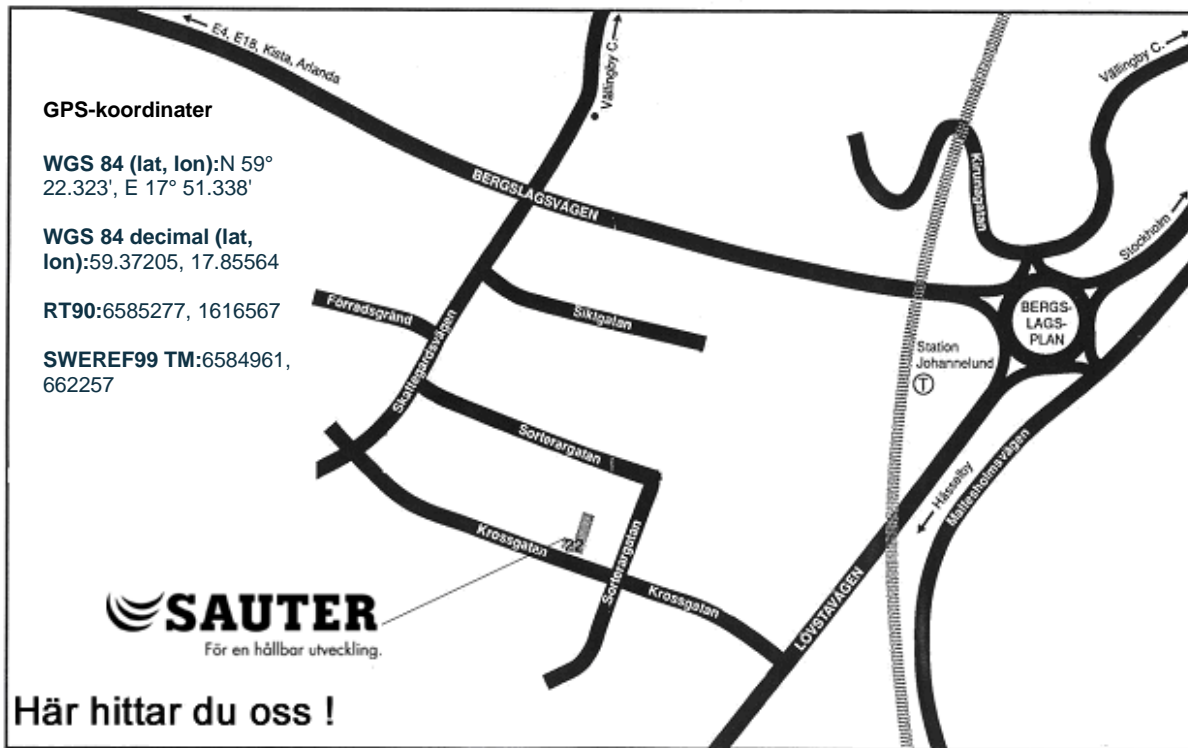 E4, E18, Kista, Arlanda
Vällingby C.
Vällingby C.
GPS-koordinater
WGS 84 (lat, lon):N 59°
22.323', E 17° 51.338'
WGS 84 decimal (lat,
lon):59.37205, 17.85564
RT90:6585277, 1616567
SWEREF99 TM:6584961,
662257
BERGSLAGSVÄGEN
Kirunagatan
Stockholm
Förrådsgränd
Siktgatan
Skattegårdsvägen
BERGS-
LAGS-
PLAN
Station
Johannelund
T
Sorterargatan
Hässelby
Maltesholmsvägen
Krossgatan
22
Sorterargatan
Krossgatan
LÖVSTAVÄGEN
SAUTER
För en hållbar utveckling.
Här hittar du oss !